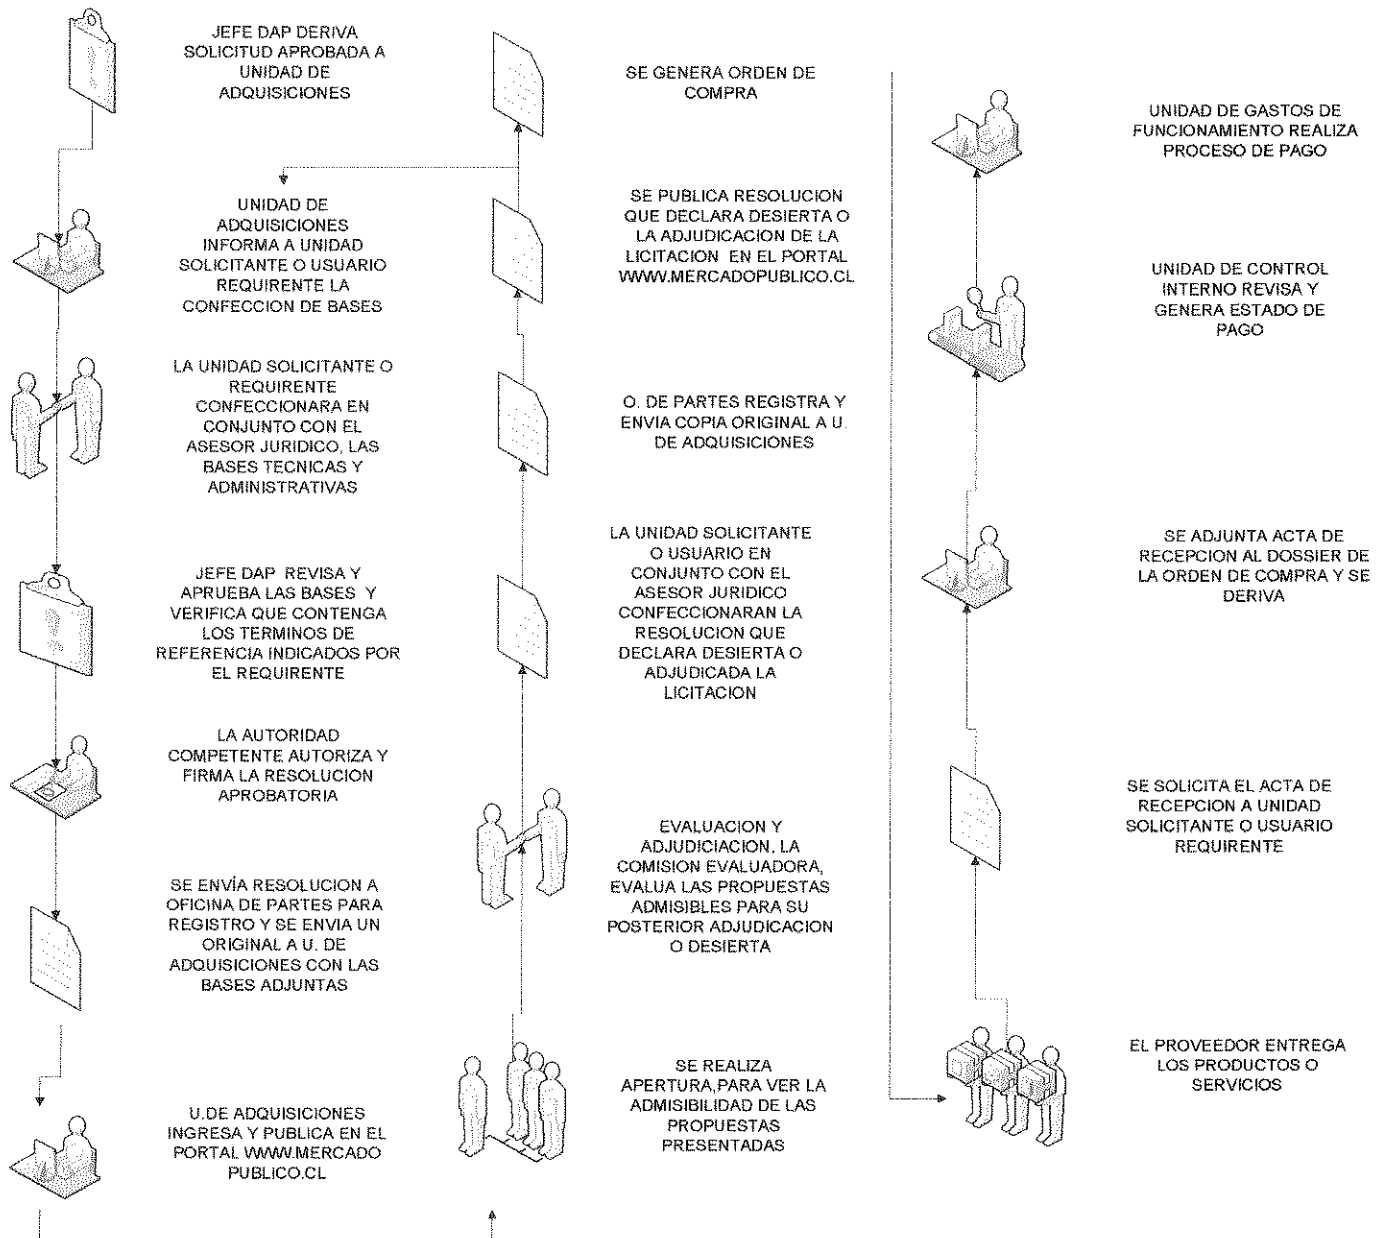 JEFE DAP DERIVA
SOLICITUD APROBADA A
UNIDAD DE
ADQUISICIONES
UNIDAD DE
ADQUISICIONES
INFORMA A UNIDAD
SOLICITANTE O USUARIO
REQUIRENTE LA
CONFECCION DE BASES
LA UNIDAD SOLICITANTE O
REQUIRENTE
CONFECCIONARA EN
CONJUNTO CON EL
ASESOR JURIDICO, LAS
BASES TECNICAS Y
ADMINISTRATIVAS
JEFE DAP REVISA Y
APRUEBA LAS BASES Y
VERIFICA QUE CONTENGA
LOS TERMINOS DE
REFERENCIA INDICADOS POR
EL REQUIRENTE
LA AUTORIDAD
COMPETENTE AUTORIZA Y
FIRMA LA RESOLUCION
APROBATORIA
SE ENVÍA RESOLUCION A
OFICINA DE PARTES PARA
REGISTRO Y SE ENVIA UN
ORIGINAL A U. DE
ADQUISICIONES CON LAS
BASES ADJUNTAS
U.DE ADQUISICIONES
INGRESA Y PUBLICA EN EL
PORTAL WWW.MERCADO
PUBLICO.CL
SE GENERA ORDEN DE
COMPRA
SE PUBLICA RESOLUCION
QUE DECLARA DESIERTA O
LA ADJUDICACION DE LA
LICITACION EN EL PORTAL
WWW.MERCADOPUBLICO.CL
O. DE PARTES REGISTRA Y
ENVIA COPIA ORIGINAL A U.
DE ADQUISICIONES
LA UNIDAD SOLICITANTE
O USUARIO EN
CONJUNTO CON EL
ASESOR JURIDICO
CONFECCIONARAN LA
RESOLUCION QUE
DECLARA DESIERTA O
ADJUDICADA LA
LICITACION
EVALUACION Y
ADJUDICIACION, LA
COMISION EVALUADORA,
EVALUA LAS PROPUESTAS
ADMISIBLES PARA SU
POSTERIOR ADJUDICACION
O DESIERTA
SE REALIZA
APERTURA,PARA VER LA
ADMISIBILIDAD DE LAS
PROPUESTAS
PRESENTADAS
UNIDAD DE GASTOS DE
FUNCIONAMIENTO REALIZA
PROCESO DE PAGO
UNIDAD DE CONTROL
INTERNO REVISA Y
GENERA ESTADO DE
PAGO
SE ADJUNTA ACTA DE
RECEPCION AL DOSSIER DE
LA ORDEN DE COMPRA Y SE
DERIVA
SE SOLICITA EL ACTA DE
RECEPCION A UNIDAD
SOLICITANTE O USUARIO
REQUIRENTE
EL PROVEEDOR ENTREGA
LOS PRODUCTOS O
SERVICIOS